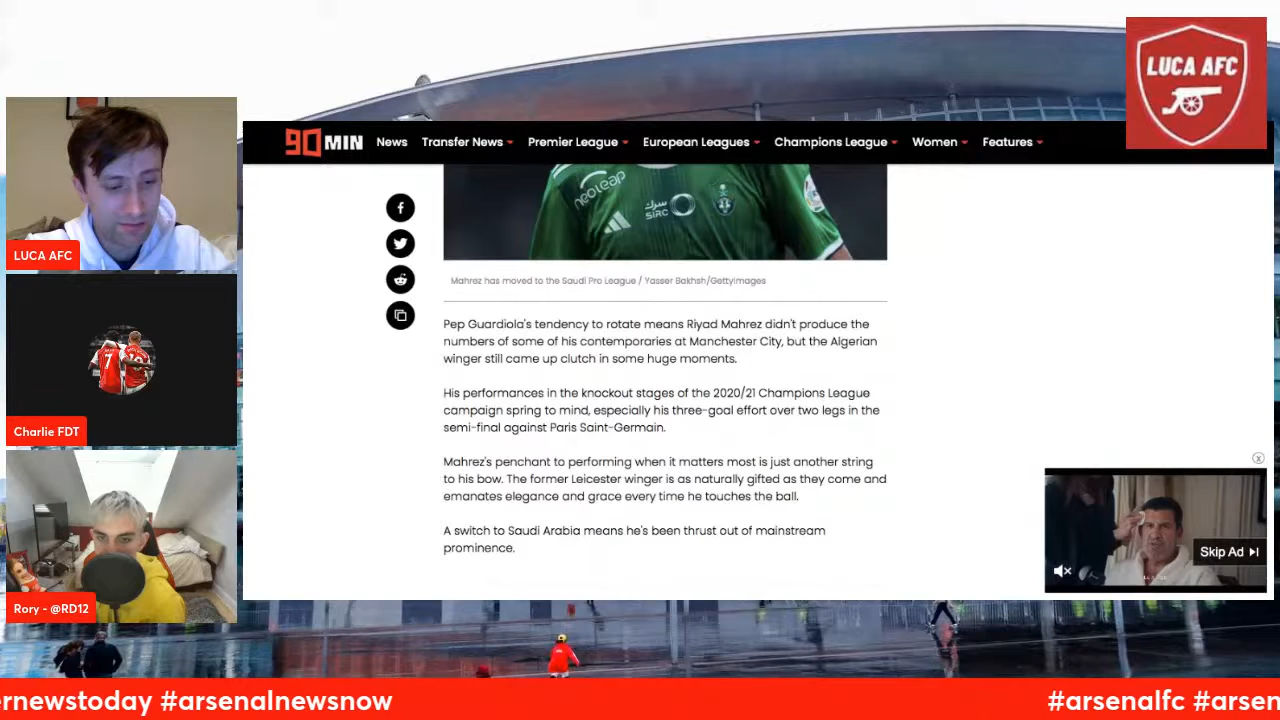 LUCA AFC
90MIN
News
Transfer News
Premier League
European Leagues
Champions League
Women
Features
neoleap
سرك
SIRC
LUCA AFC
Mahrez has moved to the Saudi Pro League / Yasser Bakhsh/GettyImages
7
Charlie FDT
Pep Guardiola's tendency to rotate means Riyad Mahrez didn't produce the
numbers of some of his contemporaries at Manchester City, but the Algerian
winger still came up clutch in some huge moments.
His performances in the knockout stages of the 2020/21 Champions League
campaign spring to mind, especially his three-goal effort over two legs in the
semi-final against Paris Saint-Germain.
Mahrez's penchant to performing when it matters most is just another string
to his bow. The former Leicester winger is as naturally gifted as they come and
emanates elegance and grace every time he touches the ball.
A switch to Saudi Arabia means he's been thrust out of mainstream
prominence.
Skip Ad
Rory - @RD12
ernewstoday #arsenalnewsnow
#arsenalfc #arsen